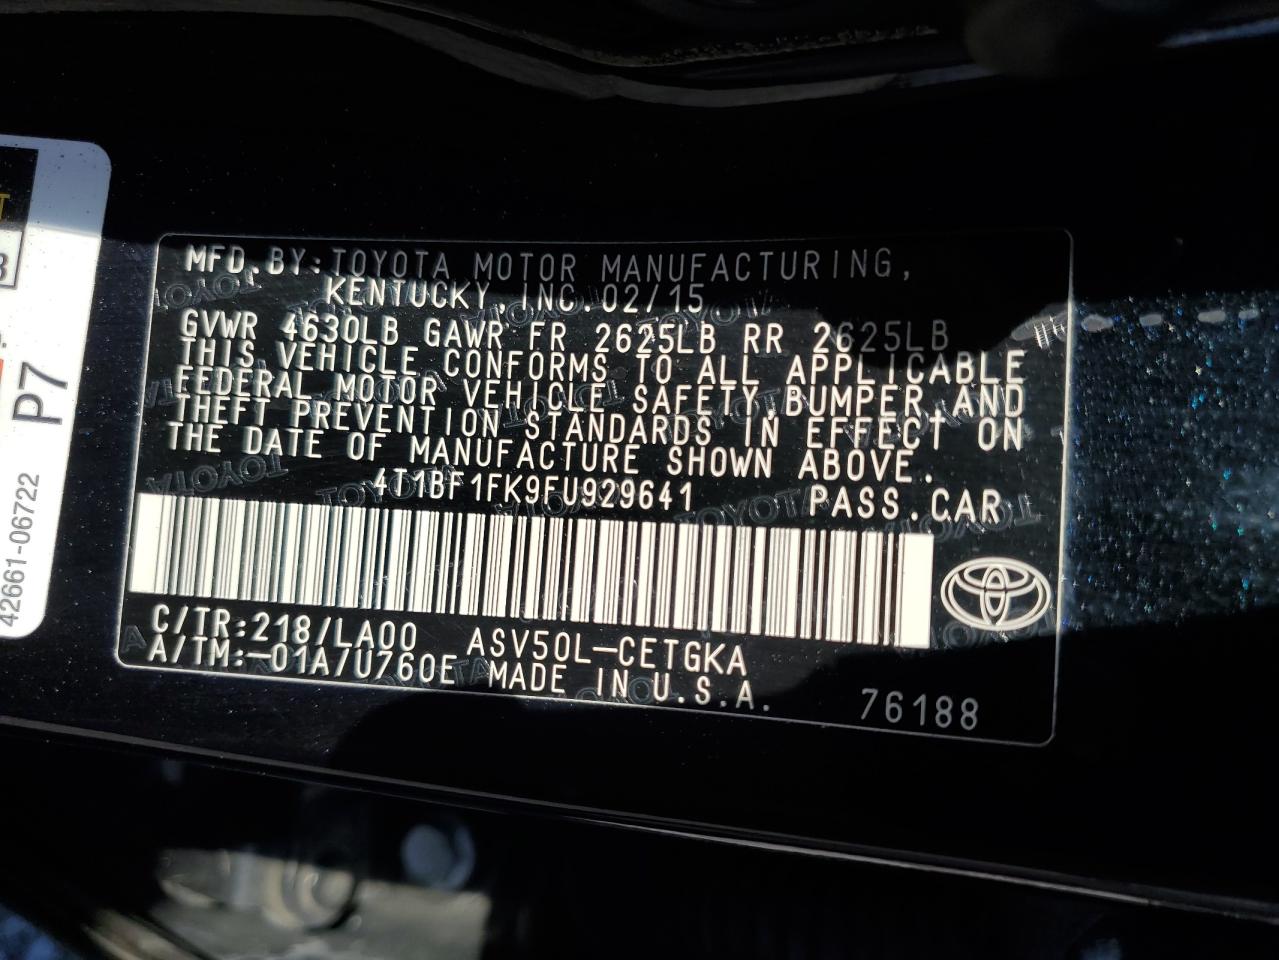 MFD.BY:TOYOTA MOTOR MANUFACTURING,
KENTUCKY, INC. 02/15
GVWR 4630LB GAWR FR 2625LB RR 2625LB
THIS VEHICLE CONFORMS TO ALL APPLICABLE
FEDERAL MOTOR VEHICLE SAFETY,BUMPER,AND
THEFT PREVENTION STANDARDS IN EFFECT ON
THE DATE OF MANUFACTURE SHOWN ABOVE.
4T1BF1FK9FU929641 PASS.CAR
C/TR:218/LA00 ASV50L-CETGKA
A/TM:-01A/U760E MADE IN U.S.A.
76188
P7
42661-06722